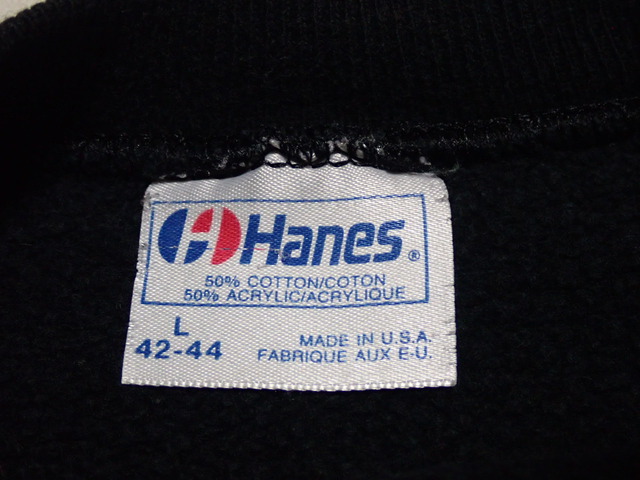 Hanes®
50% COTTON/COTON
50% ACRYLIC/ACRYLIQUE
L
42-44
MADE IN U.S.A.
FABRIQUE AUX E-U.